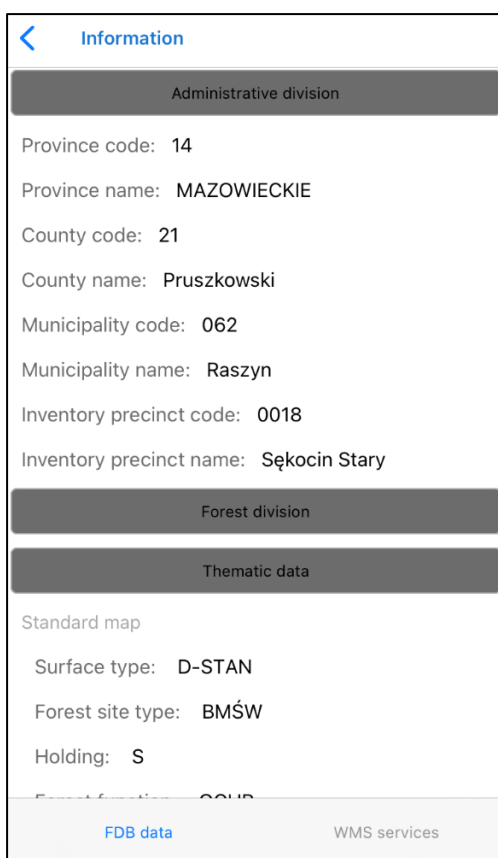 Information
Administrative division
Province code: 14
Province name: MAZOWIECKIE
County code: 21
County name: Pruszkowski
Municipality code: 062
Municipality name: Raszyn
Inventory precinct code: 0018
Inventory precinct name: Sękocin Stary
Forest division
Thematic data
Standard map
Surface type: D-STAN
Forest site type: BMŚW
Holding: S
Forest function
FDB data WMS services